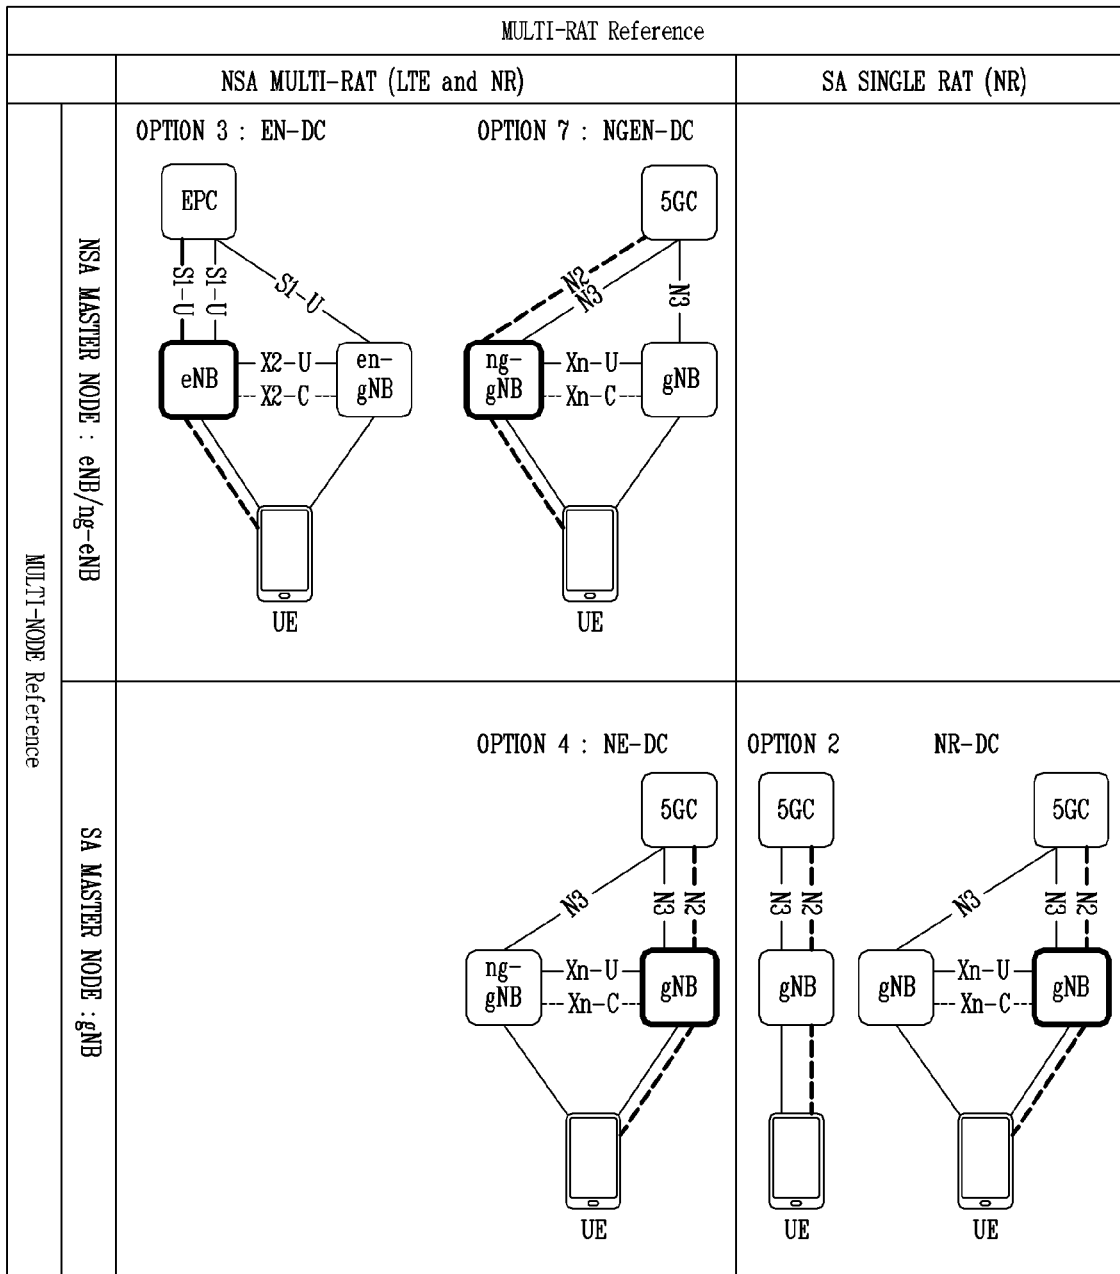 MULTI-RAT Reference
NSA MULTI-RAT (LTE and NR)
SA SINGLE RAT (NR)
MULTI-NODE Reference
NSA MASTER NODE : eNB/ng-eNB
OPTION 3 : EN-DC
EPC
S1-U
S1-U
S1-U
eNB
X2-U
X2-C
en-
gNB
UE
OPTION 7 : NGEN-DC
5GC
N2
N3
N3
ng-
gNB
Xn-U
Xn-C
gNB
UE
SA MASTER NODE :gNB
OPTION 4 : NE-DC
5GC
N3
N3
N2
ng-
gNB
Xn-U
Xn-C
gNB
UE
OPTION 2
5GC
N3
N2
gNB
UE
NR-DC
5GC
N3
N3
N2
gNB
Xn-U
Xn-C
gNB
UE